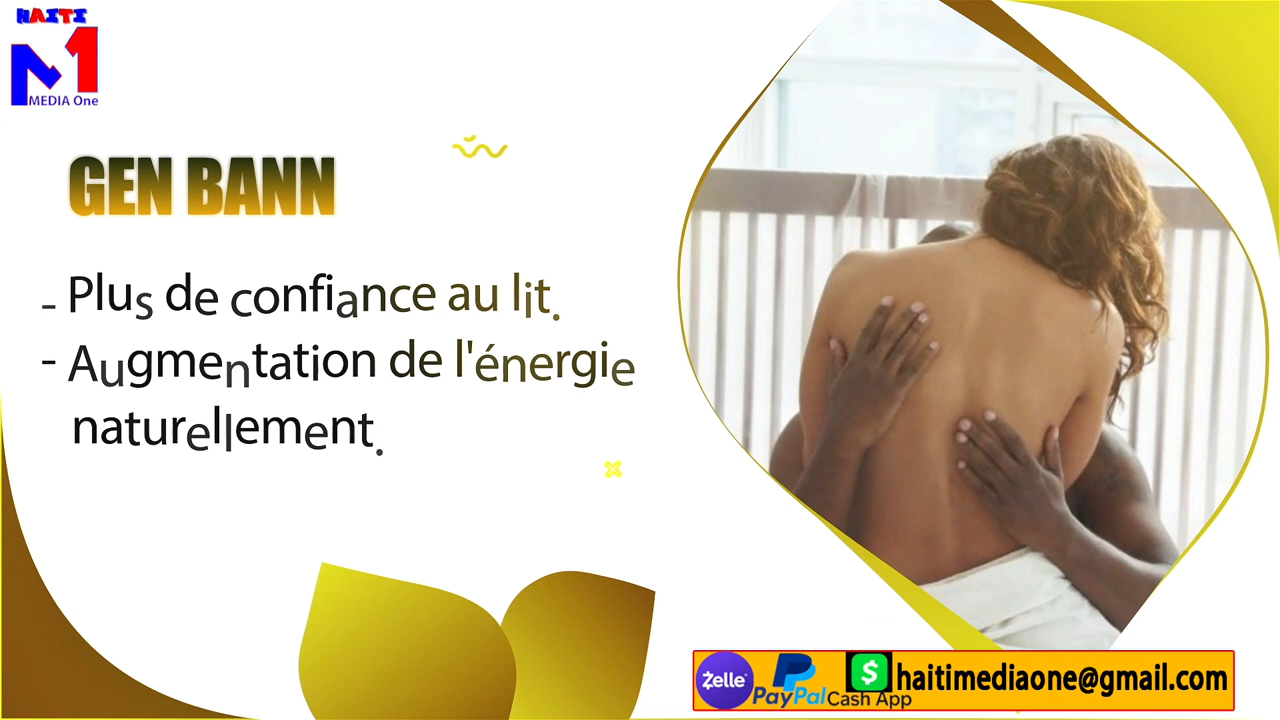 HAITI
M1
MEDIA One
GEN BANN
- Plus de confiance au lit.
- Augmentation de l'énergie
naturellement.
Zelle
PayPal
$
Cash App
haitimediaone@gmail.com